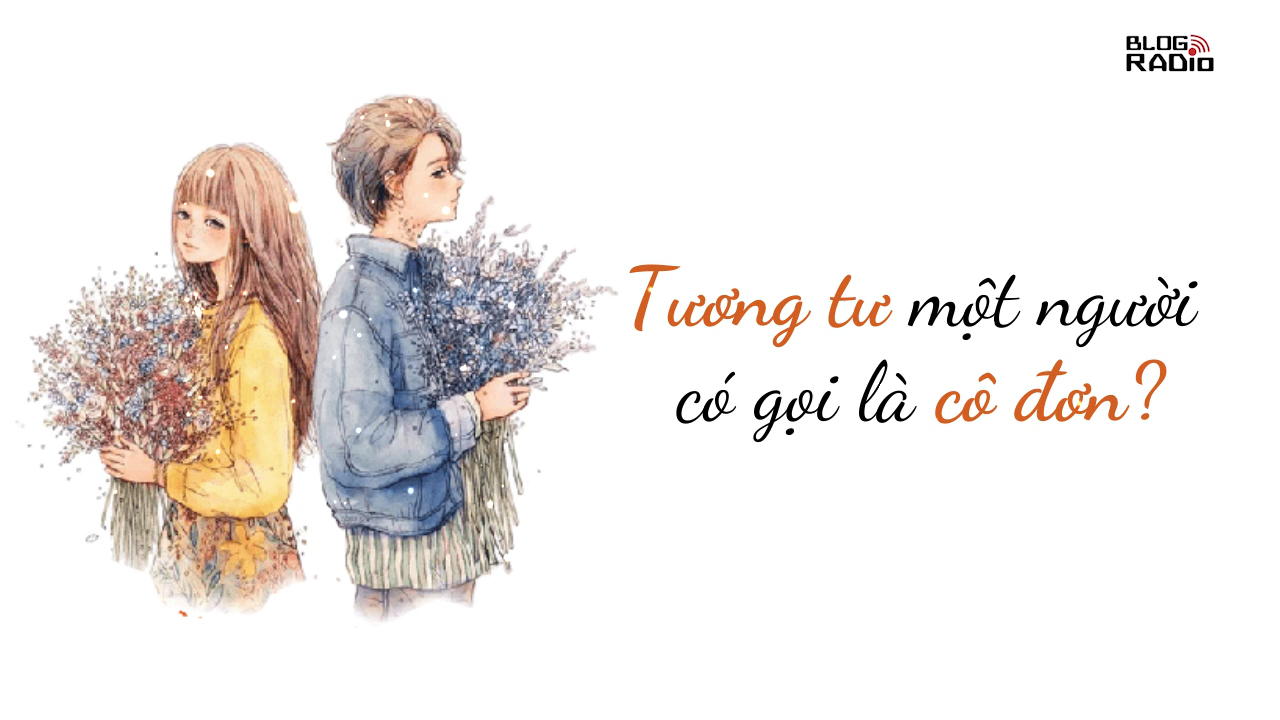 BLOG
RADIO
Tương tư một người
có gọi là cô đơn?